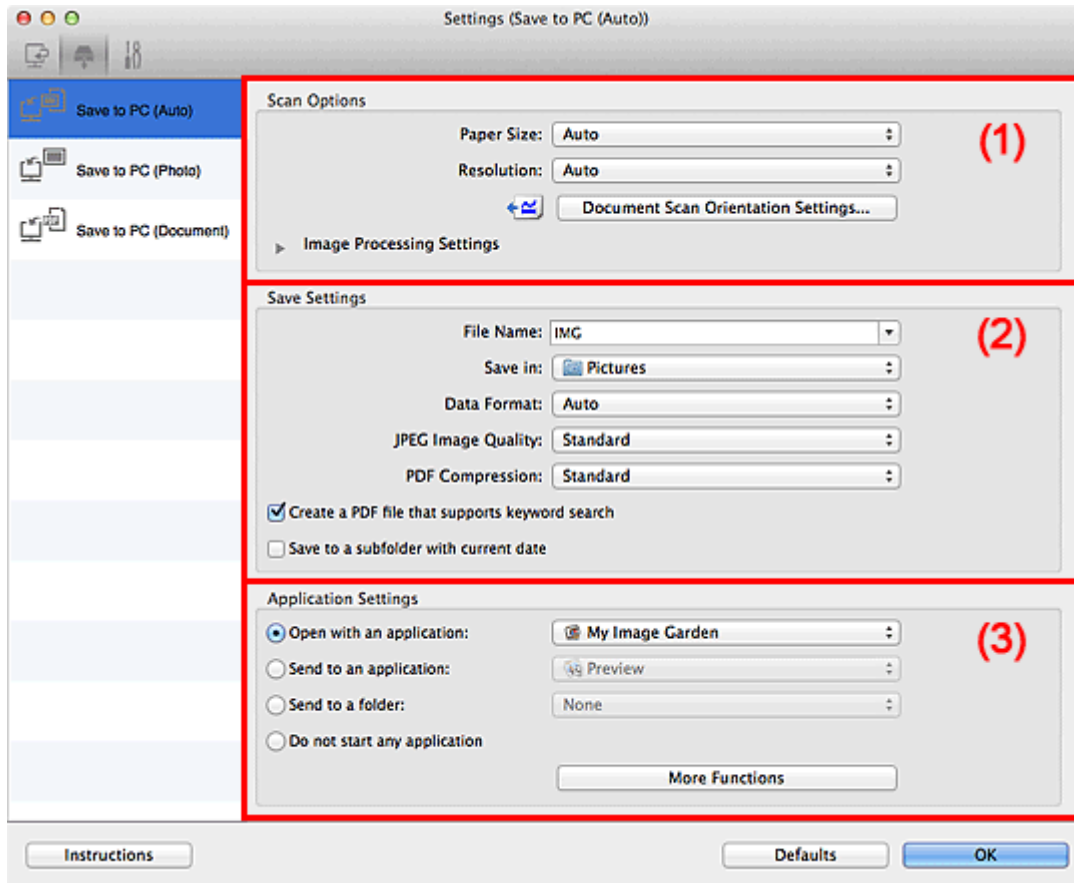 Settings (Save to PC (Auto))
Save to PC (Auto)
Save to PC (Photo)
Save to PC (Document)
Scan Options
(1)
Paper Size: Auto
Resolution: Auto
Document Scan Orientation Settings...
Image Processing Settings
Save Settings
(2)
File Name: IMG
Save in: Pictures
Data Format: Auto
JPEG Image Quality: Standard
PDF Compression: Standard
Create a PDF file that supports keyword search
Save to a subfolder with current date
Application Settings
(3)
Open with an application: My Image Garden
Send to an application: Preview
Send to a folder: None
Do not start any application
More Functions
Instructions Defaults OK